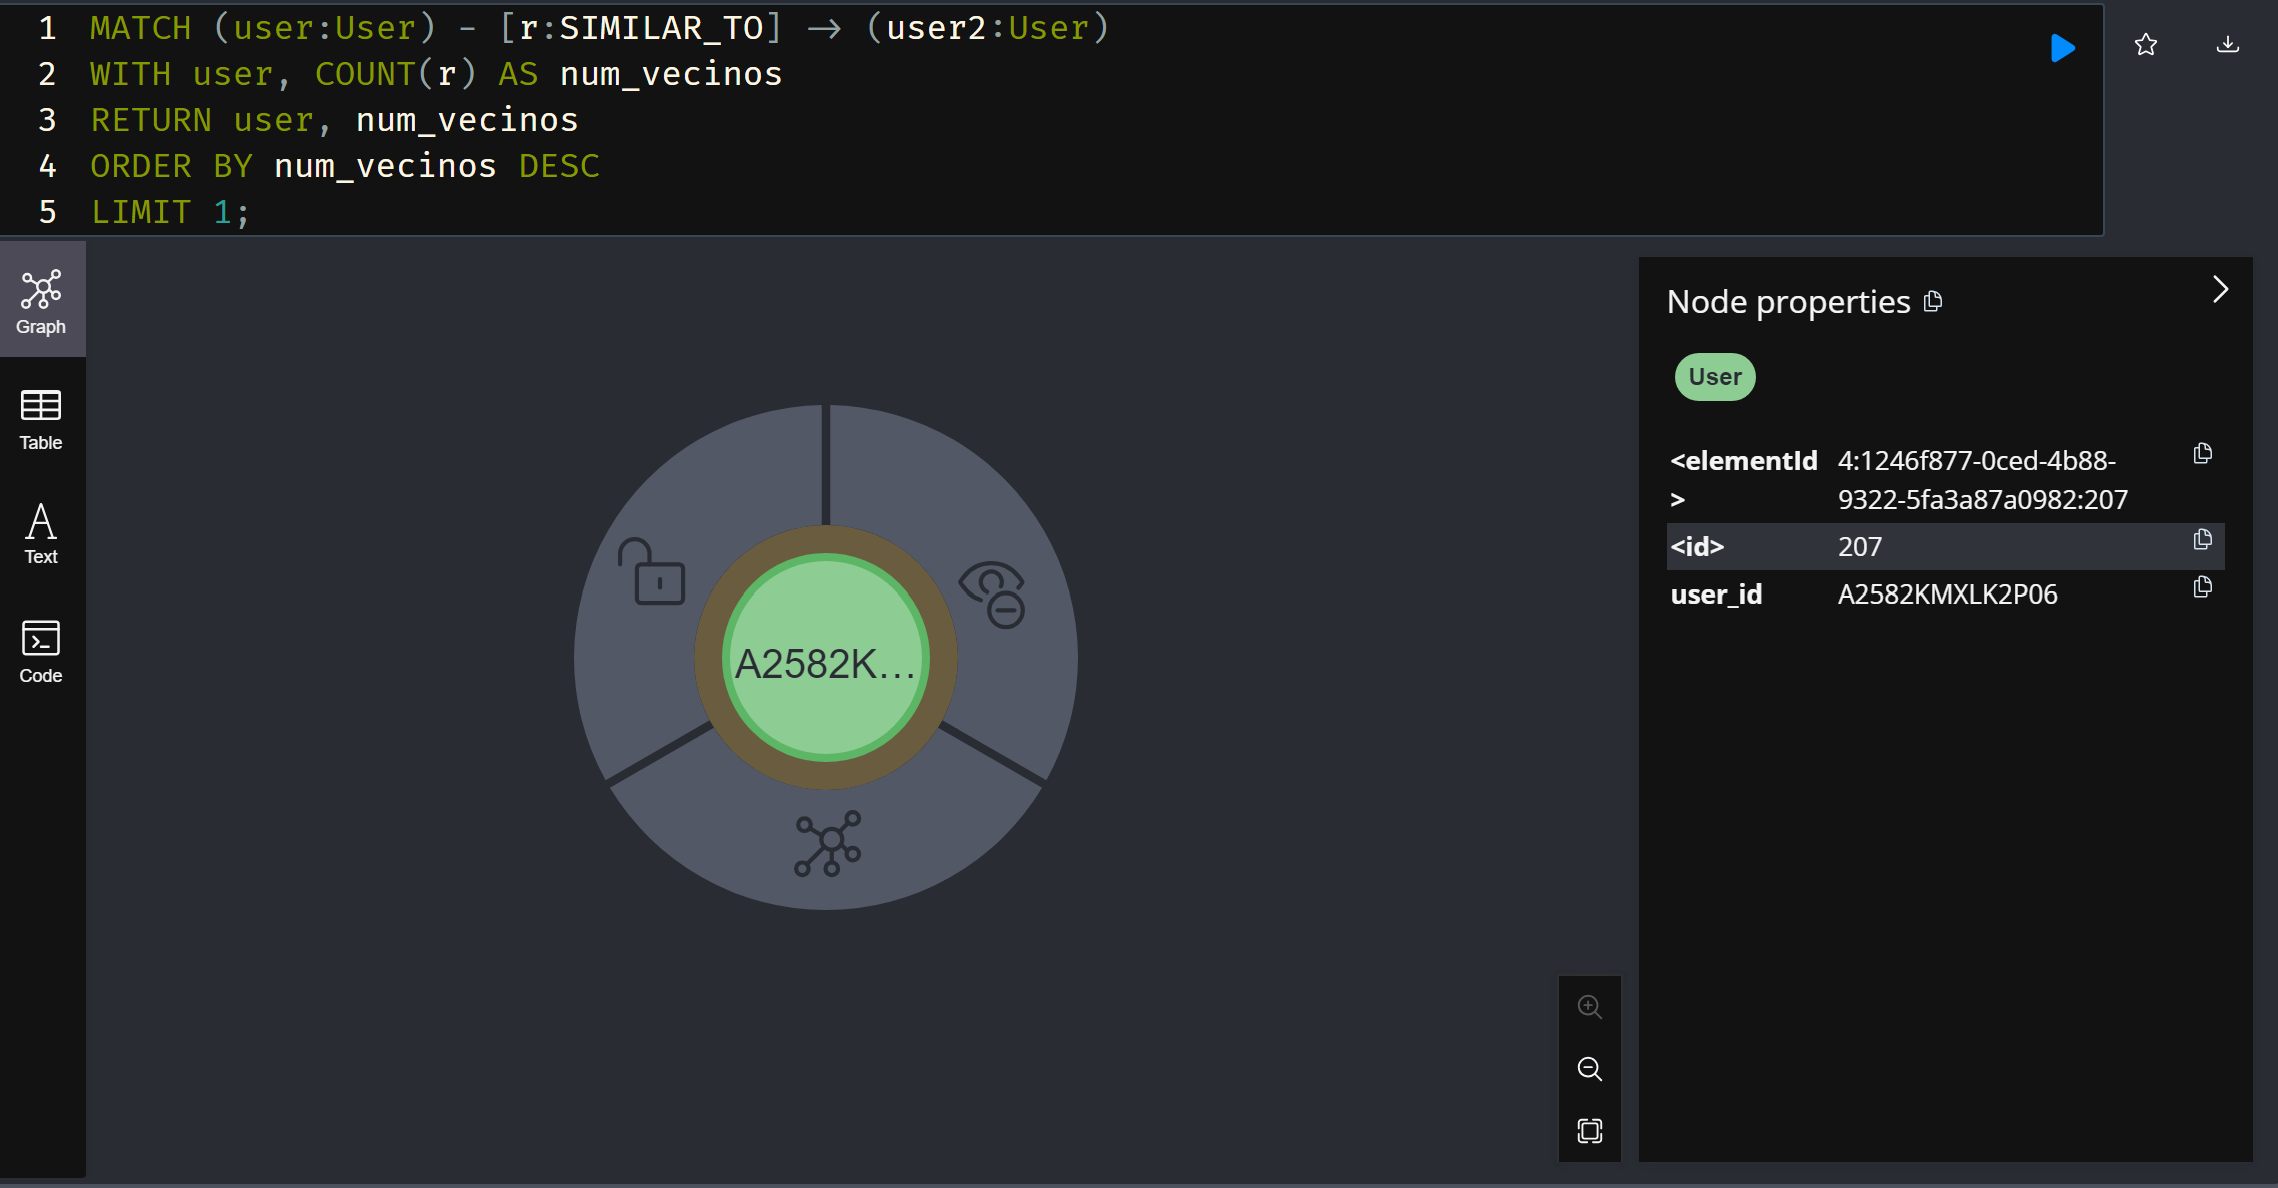 1 MATCH (user:User) - [r:SIMILAR_TO] → (user2:User)
2 WITH user, COUNT(r) AS num_vecinos
3 RETURN user, num_vecinos
4 ORDER BY num_vecinos DESC
5 LIMIT 1;
Graph
Table
Text
Code
A2582K...
Node properties
User
<elementId> 4:1246f877-0ced-4b88-
9322-5fa3a87a0982:207
<id> 207
user_id A2582KMXLK2P06